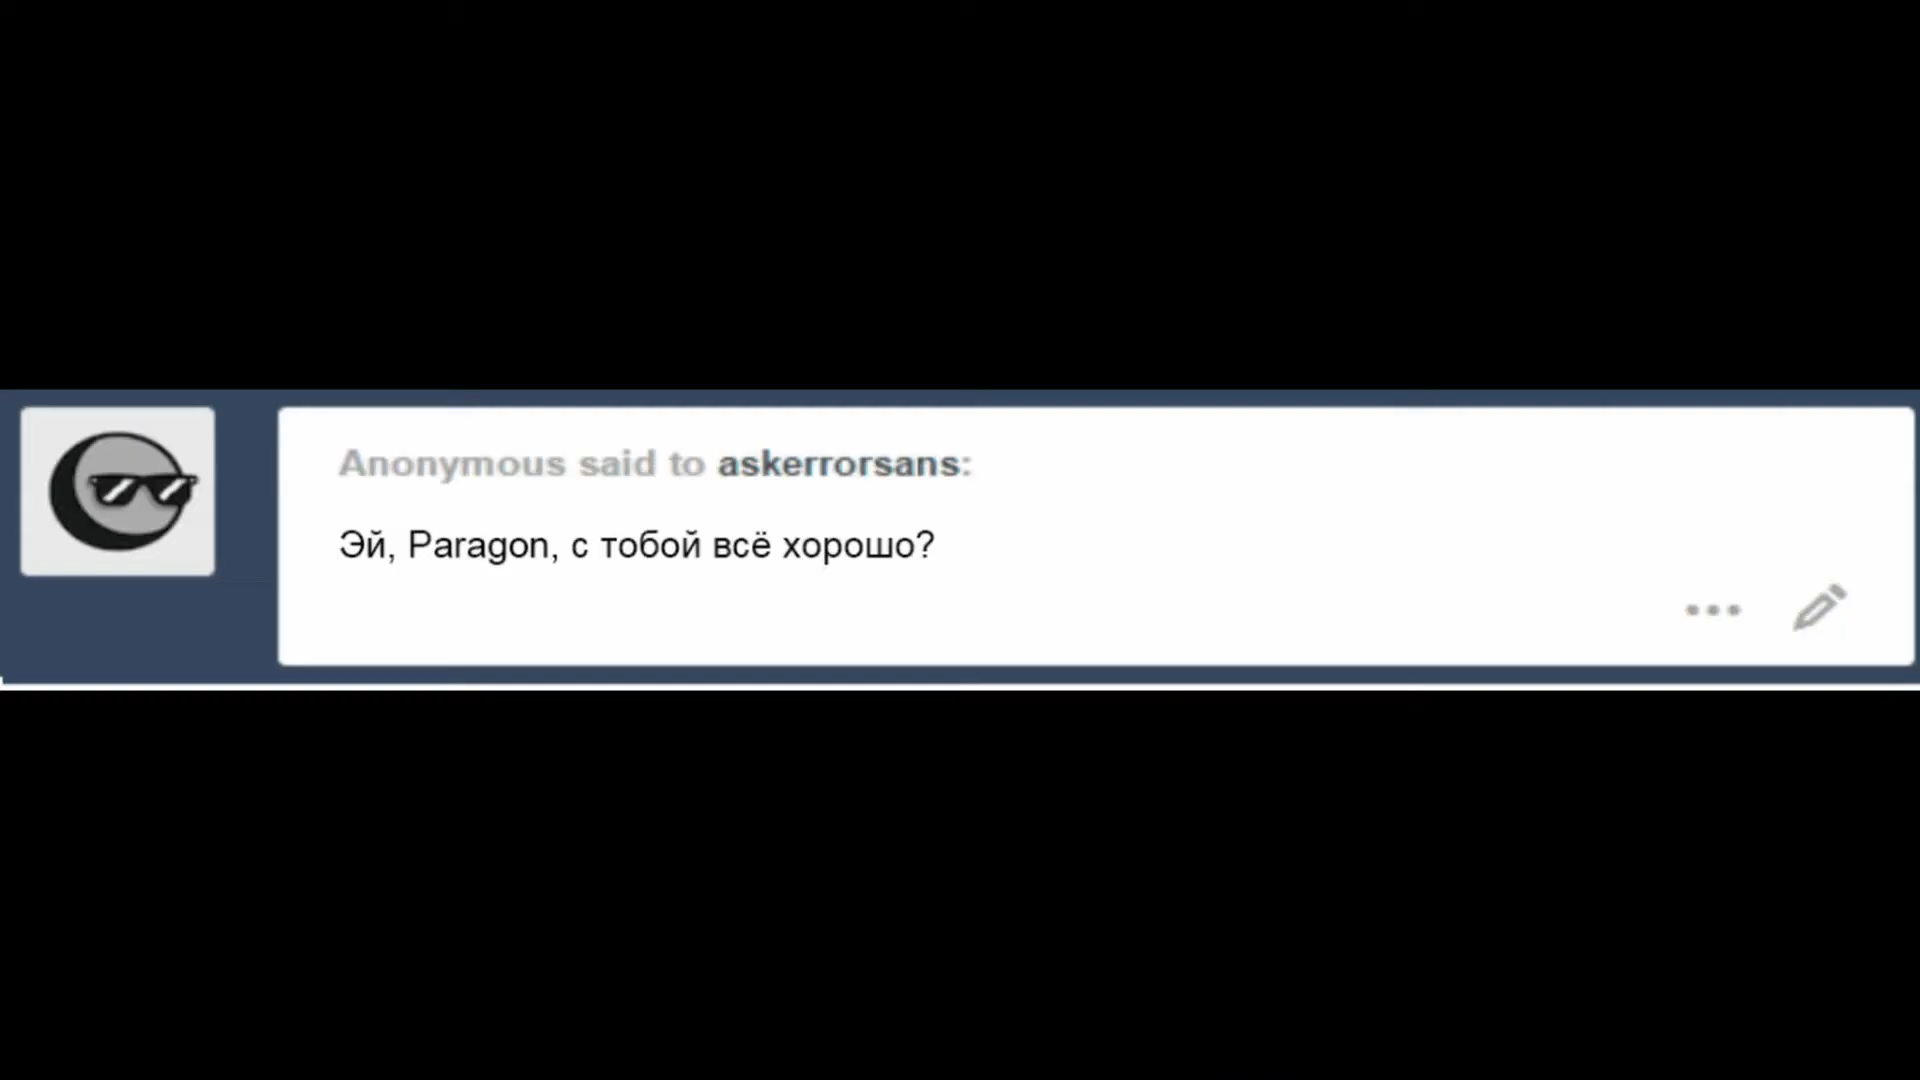 Anonymous said to askerrorsans:
Эй, Paragon, с тобой всё хорошо?